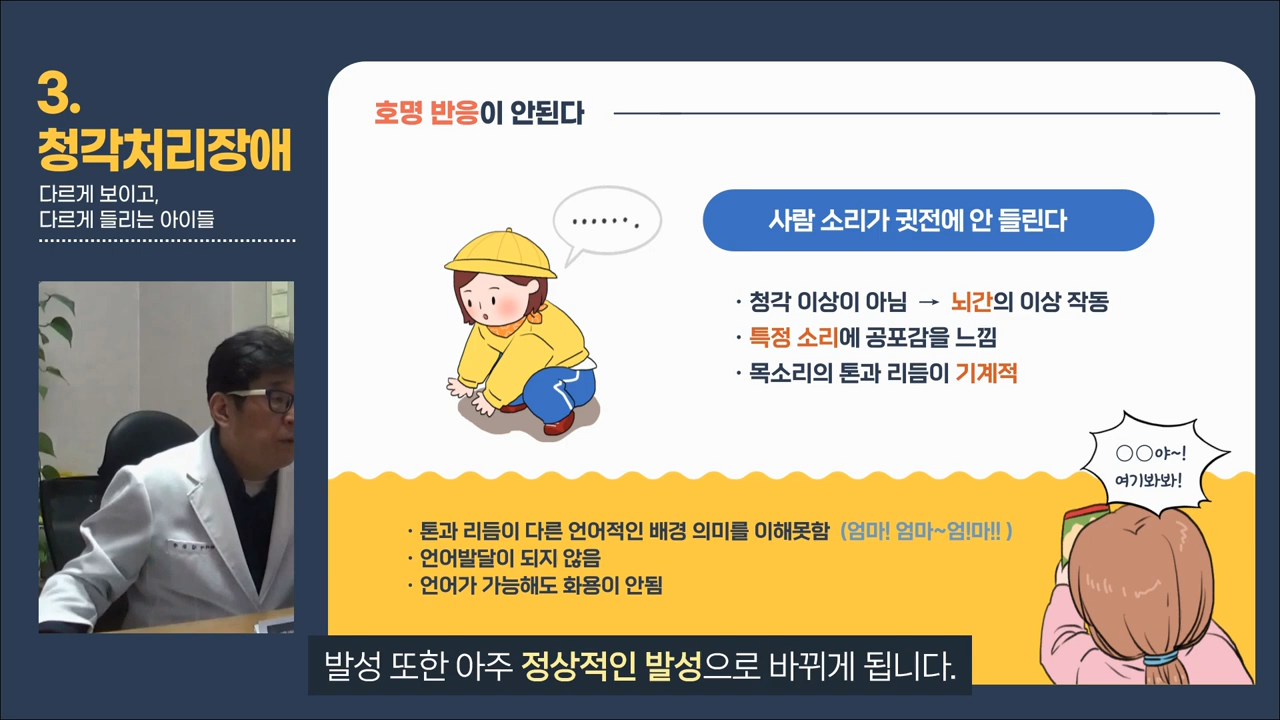 3.
청각처리장애
다르게 보이고,
다르게 들리는 아이들
호명 반응이 안된다
.......
사람 소리가 귓전에 안 들린다
· 청각 이상이 아님 → 뇌간의 이상 작동
· 특정 소리에 공포감을 느낌
· 목소리의 톤과 리듬이 기계적
○○야~!
여기봐봐!
· 톤과 리듬이 다른 언어적인 배경 의미를 이해못함 (엄마! 엄마~엄!마!! )
· 언어발달이 되지 않음
· 언어가 가능해도 화용이 안됨
발성 또한 아주 정상적인 발성으로 바뀌게 됩니다.